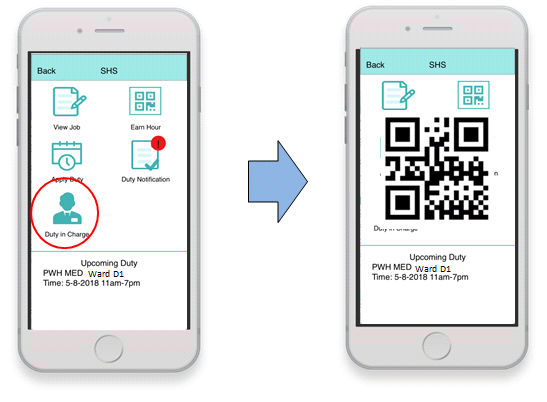 Back SHS
View Job Earn Hour
!
Apply Duty Duty Notification
Duty in Charge
Upcoming Duty
PWH MED Ward D1
Time: 5-8-2018 11am-7pm
Back SHS
n
Duty in Charge
Upcoming Duty
PWH MED Ward D1
Time: 5-8-2018 11am-7pm